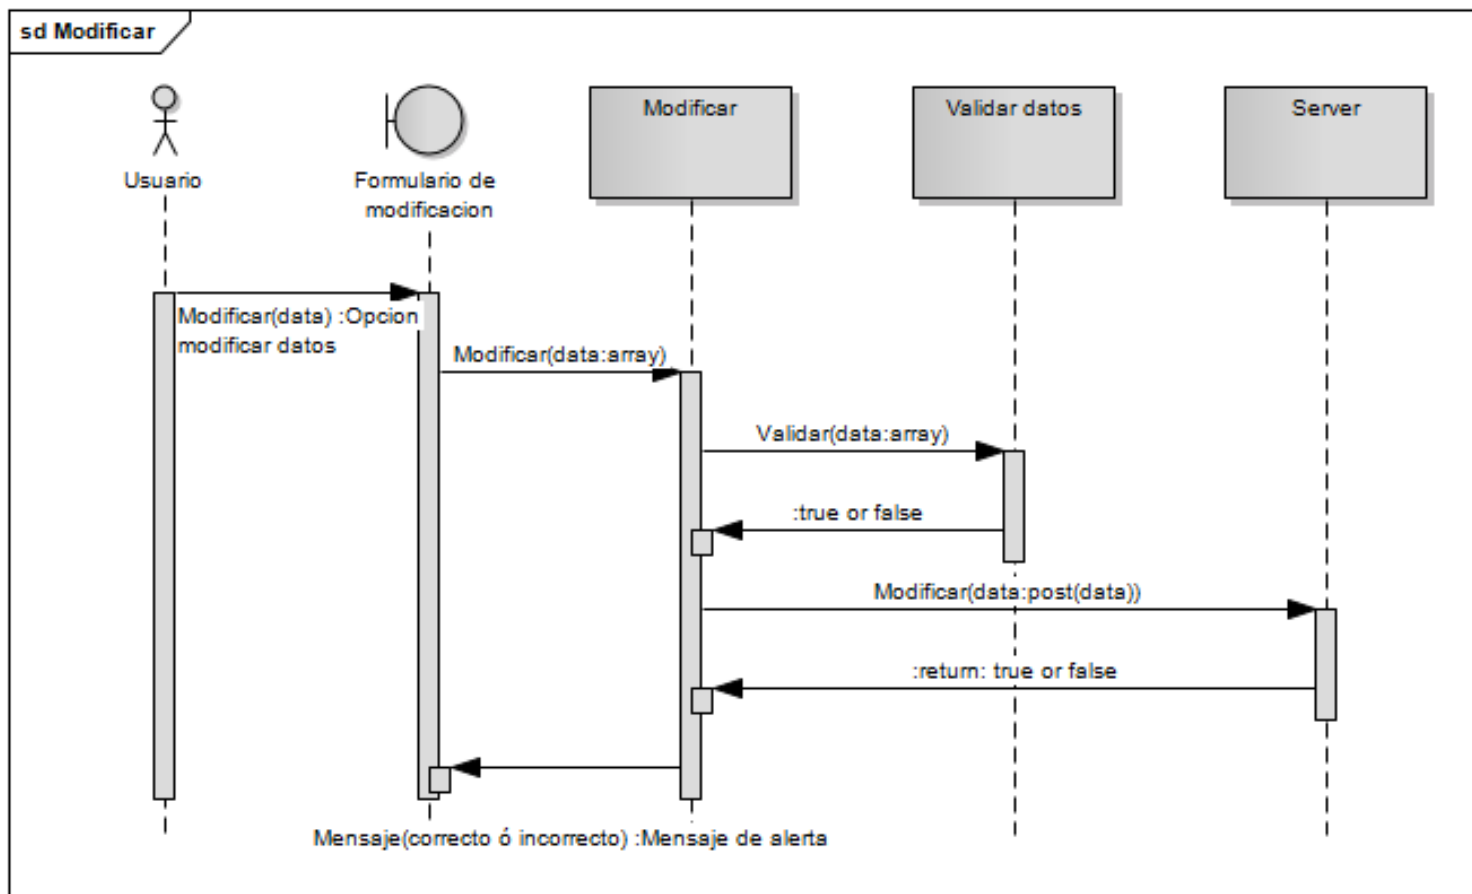 sd Modificar
Usuario
Formulario de
modificacion
Modificar
Validar datos
Server
Modificar(data) :Opcion
modificar datos
Modificar(data:array)
Validar(data:array)
:true or false
Modificar(data:post(data))
:return: true or false
Mensaje(correcto ó incorrecto) :Mensaje de alerta